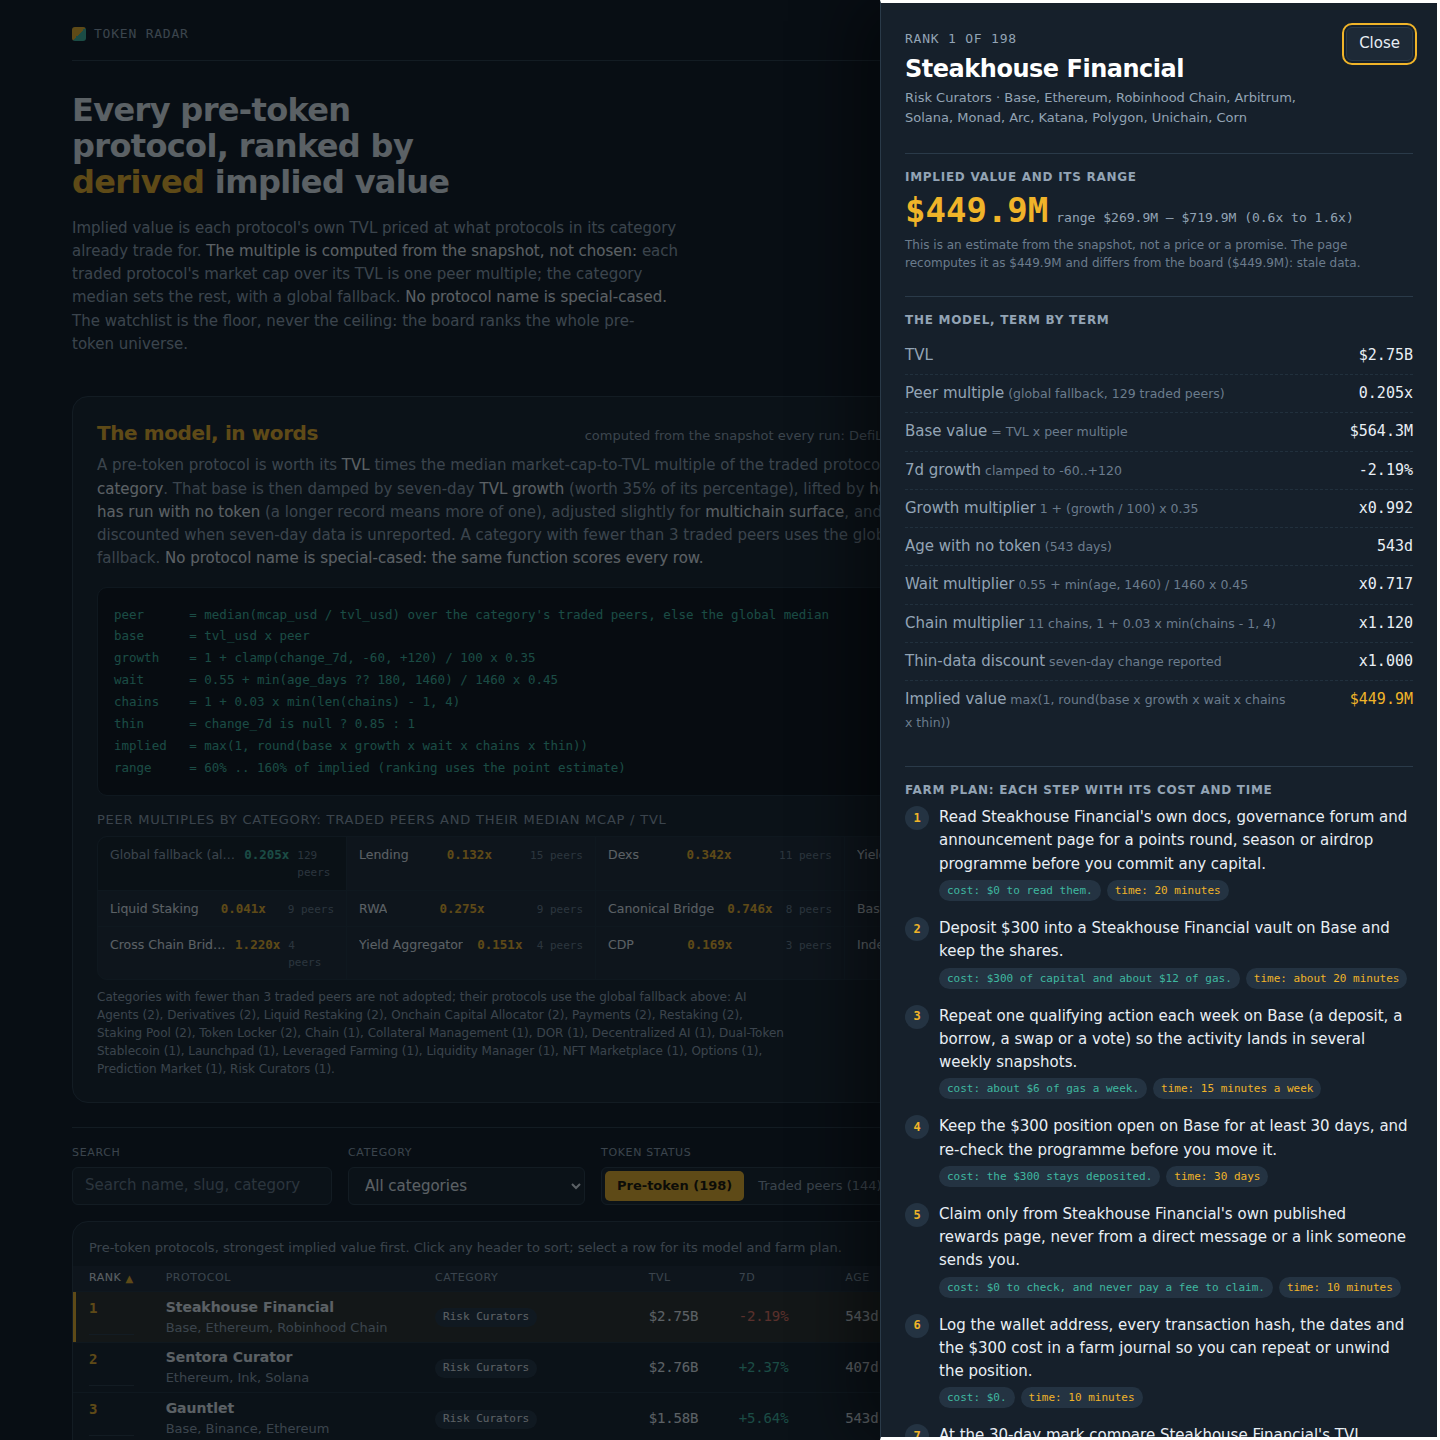 TOKEN RADAR
Every pre-token
protocol, ranked by
derived implied value
Implied value is each protocol's own TVL priced at what protocols in its category
already trade for. The multiple is computed from the snapshot, not chosen: each
traded protocol's market cap over its TVL is one peer multiple; the category
median sets the rest, with a global fallback. No protocol name is special-cased.
The watchlist is the floor, never the ceiling: the board ranks the whole pre-
token universe.
The model, in words
computed from the snapshot every run: DefiL
A pre-token protocol is worth its TVL times the median market-cap-to-TVL multiple of the traded protoco
category. That base is then damped by seven-day TVL growth (worth 35% of its percentage), lifted by h
has run with no token (a longer record means more of one), adjusted slightly for multichain surface, and
discounted when seven-day data is unreported. A category with fewer than 3 traded peers uses the glob
fallback. No protocol name is special-cased: the same function scores every row.
peer = median(mcap_usd / tvl_usd) over the category's traded peers, else the global median
base = tvl_usd x peer
growth = 1 + clamp(change_7d, -60, +120) / 100 x 0.35
wait = 0.55 + min(age_days ?? 180, 1460) / 1460 x 0.45
chains = 1 + 0.03 x min(len(chains) - 1, 4)
thin = change_7d is null ? 0.85 : 1
implied = max(1, round(base x growth x wait x chains x thin))
range = 60% .. 160% of implied (ranking uses the point estimate)
PEER MULTIPLES BY CATEGORY: TRADED PEERS AND THEIR MEDIAN MCAP / TVL
Global fallback (al... 0.205x 129 peers
Lending 0.132x 15 peers
Dexs 0.342x 11 peers
Yiel
Liquid Staking 0.041x 9 peers
RWA 0.275x 9 peers
Canonical Bridge 0.746x 8 peers
Bas
Cross Chain Brid... 1.220x 4 peers
Yield Aggregator 0.151x 4 peers
CDP 0.169x 3 peers
Inde
Categories with fewer than 3 traded peers are not adopted; their protocols use the global fallback above: AI
Agents (2), Derivatives (2), Liquid Restaking (2), Onchain Capital Allocator (2), Payments (2), Restaking (2),
Staking Pool (2), Token Locker (2), Chain (1), Collateral Management (1), DOR (1), Decentralized AI (1), Dual-Token
Stablecoin (1), Launchpad (1), Leveraged Farming (1), Liquidity Manager (1), NFT Marketplace (1), Options (1),
Prediction Market (1), Risk Curators (1).
SEARCH
CATEGORY
TOKEN STATUS
Search name, slug, category
All categories
Pre-token (198)
Traded peers (144)
Pre-token protocols, strongest implied value first. Click any header to sort; select a row for its model and farm plan.
RANK ▲ PROTOCOL CATEGORY TVL 7D AGE
1 Steakhouse Financial Risk Curators $2.75B -2.19% 543d
Base, Ethereum, Robinhood Chain
2 Sentora Curator Risk Curators $2.76B +2.37% 407d
Ethereum, Ink, Solana
3 Gauntlet Risk Curators $1.58B +5.64% 543d
Base, Binance, Ethereum
RANK 1 OF 198
Close
Steakhouse Financial
Risk Curators · Base, Ethereum, Robinhood Chain, Arbitrum,
Solana, Monad, Arc, Katana, Polygon, Unichain, Corn
IMPLIED VALUE AND ITS RANGE
$449.9M range $269.9M – $719.9M (0.6x to 1.6x)
This is an estimate from the snapshot, not a price or a promise. The page
recomputes it as $449.9M and differs from the board ($449.9M): stale data.
THE MODEL, TERM BY TERM
TVL $2.75B
Peer multiple (global fallback, 129 traded peers) 0.205x
Base value = TVL x peer multiple $564.3M
7d growth clamped to -60..+120 -2.19%
Growth multiplier 1 + (growth / 100) x 0.35 x0.992
Age with no token (543 days) 543d
Wait multiplier 0.55 + min(age, 1460) / 1460 x 0.45 x0.717
Chain multiplier 11 chains, 1 + 0.03 x min(chains - 1, 4) x1.120
Thin-data discount seven-day change reported x1.000
Implied value max(1, round(base x growth x wait x chains $449.9M
x thin))
FARM PLAN: EACH STEP WITH ITS COST AND TIME
1 Read Steakhouse Financial's own docs, governance forum and
announcement page for a points round, season or airdrop
programme before you commit any capital.
cost: $0 to read them. time: 20 minutes
2 Deposit $300 into a Steakhouse Financial vault on Base and
keep the shares.
cost: $300 of capital and about $12 of gas. time: about 20 minutes
3 Repeat one qualifying action each week on Base (a deposit, a
borrow, a swap or a vote) so the activity lands in several
weekly snapshots.
cost: about $6 of gas a week. time: 15 minutes a week
4 Keep the $300 position open on Base for at least 30 days, and
re-check the programme before you move it.
cost: the $300 stays deposited. time: 30 days
5 Claim only from Steakhouse Financial's own published
rewards page, never from a direct message or a link someone
sends you.
cost: $0 to check, and never pay a fee to claim. time: 10 minutes
6 Log the wallet address, every transaction hash, the dates and
the $300 cost in a farm journal so you can repeat or unwind
the position.
cost: $0. time: 10 minutes
7 At the 30-day mark compare Steakhouse Financial's TVL